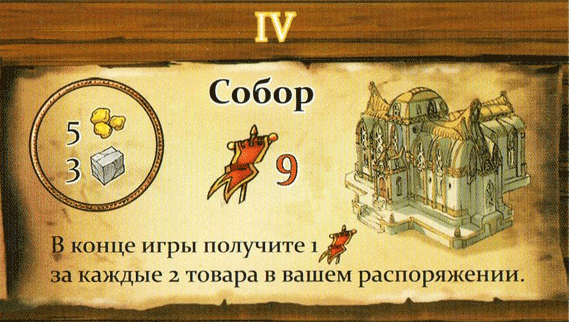 IV
Собор
5
3
9
В конце игры получите 1
за каждые 2 товара в вашем распоряжении.